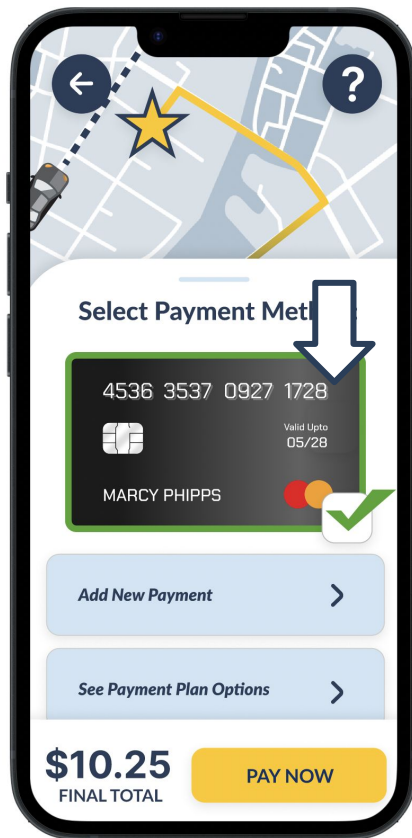 ?
Select Payment Met
4536 3537 0927 1728
Valid Upto
05/28
MARCY PHIPPS
Add New Payment
See Payment Plan Options
$10.25
FINAL TOTAL
PAY NOW